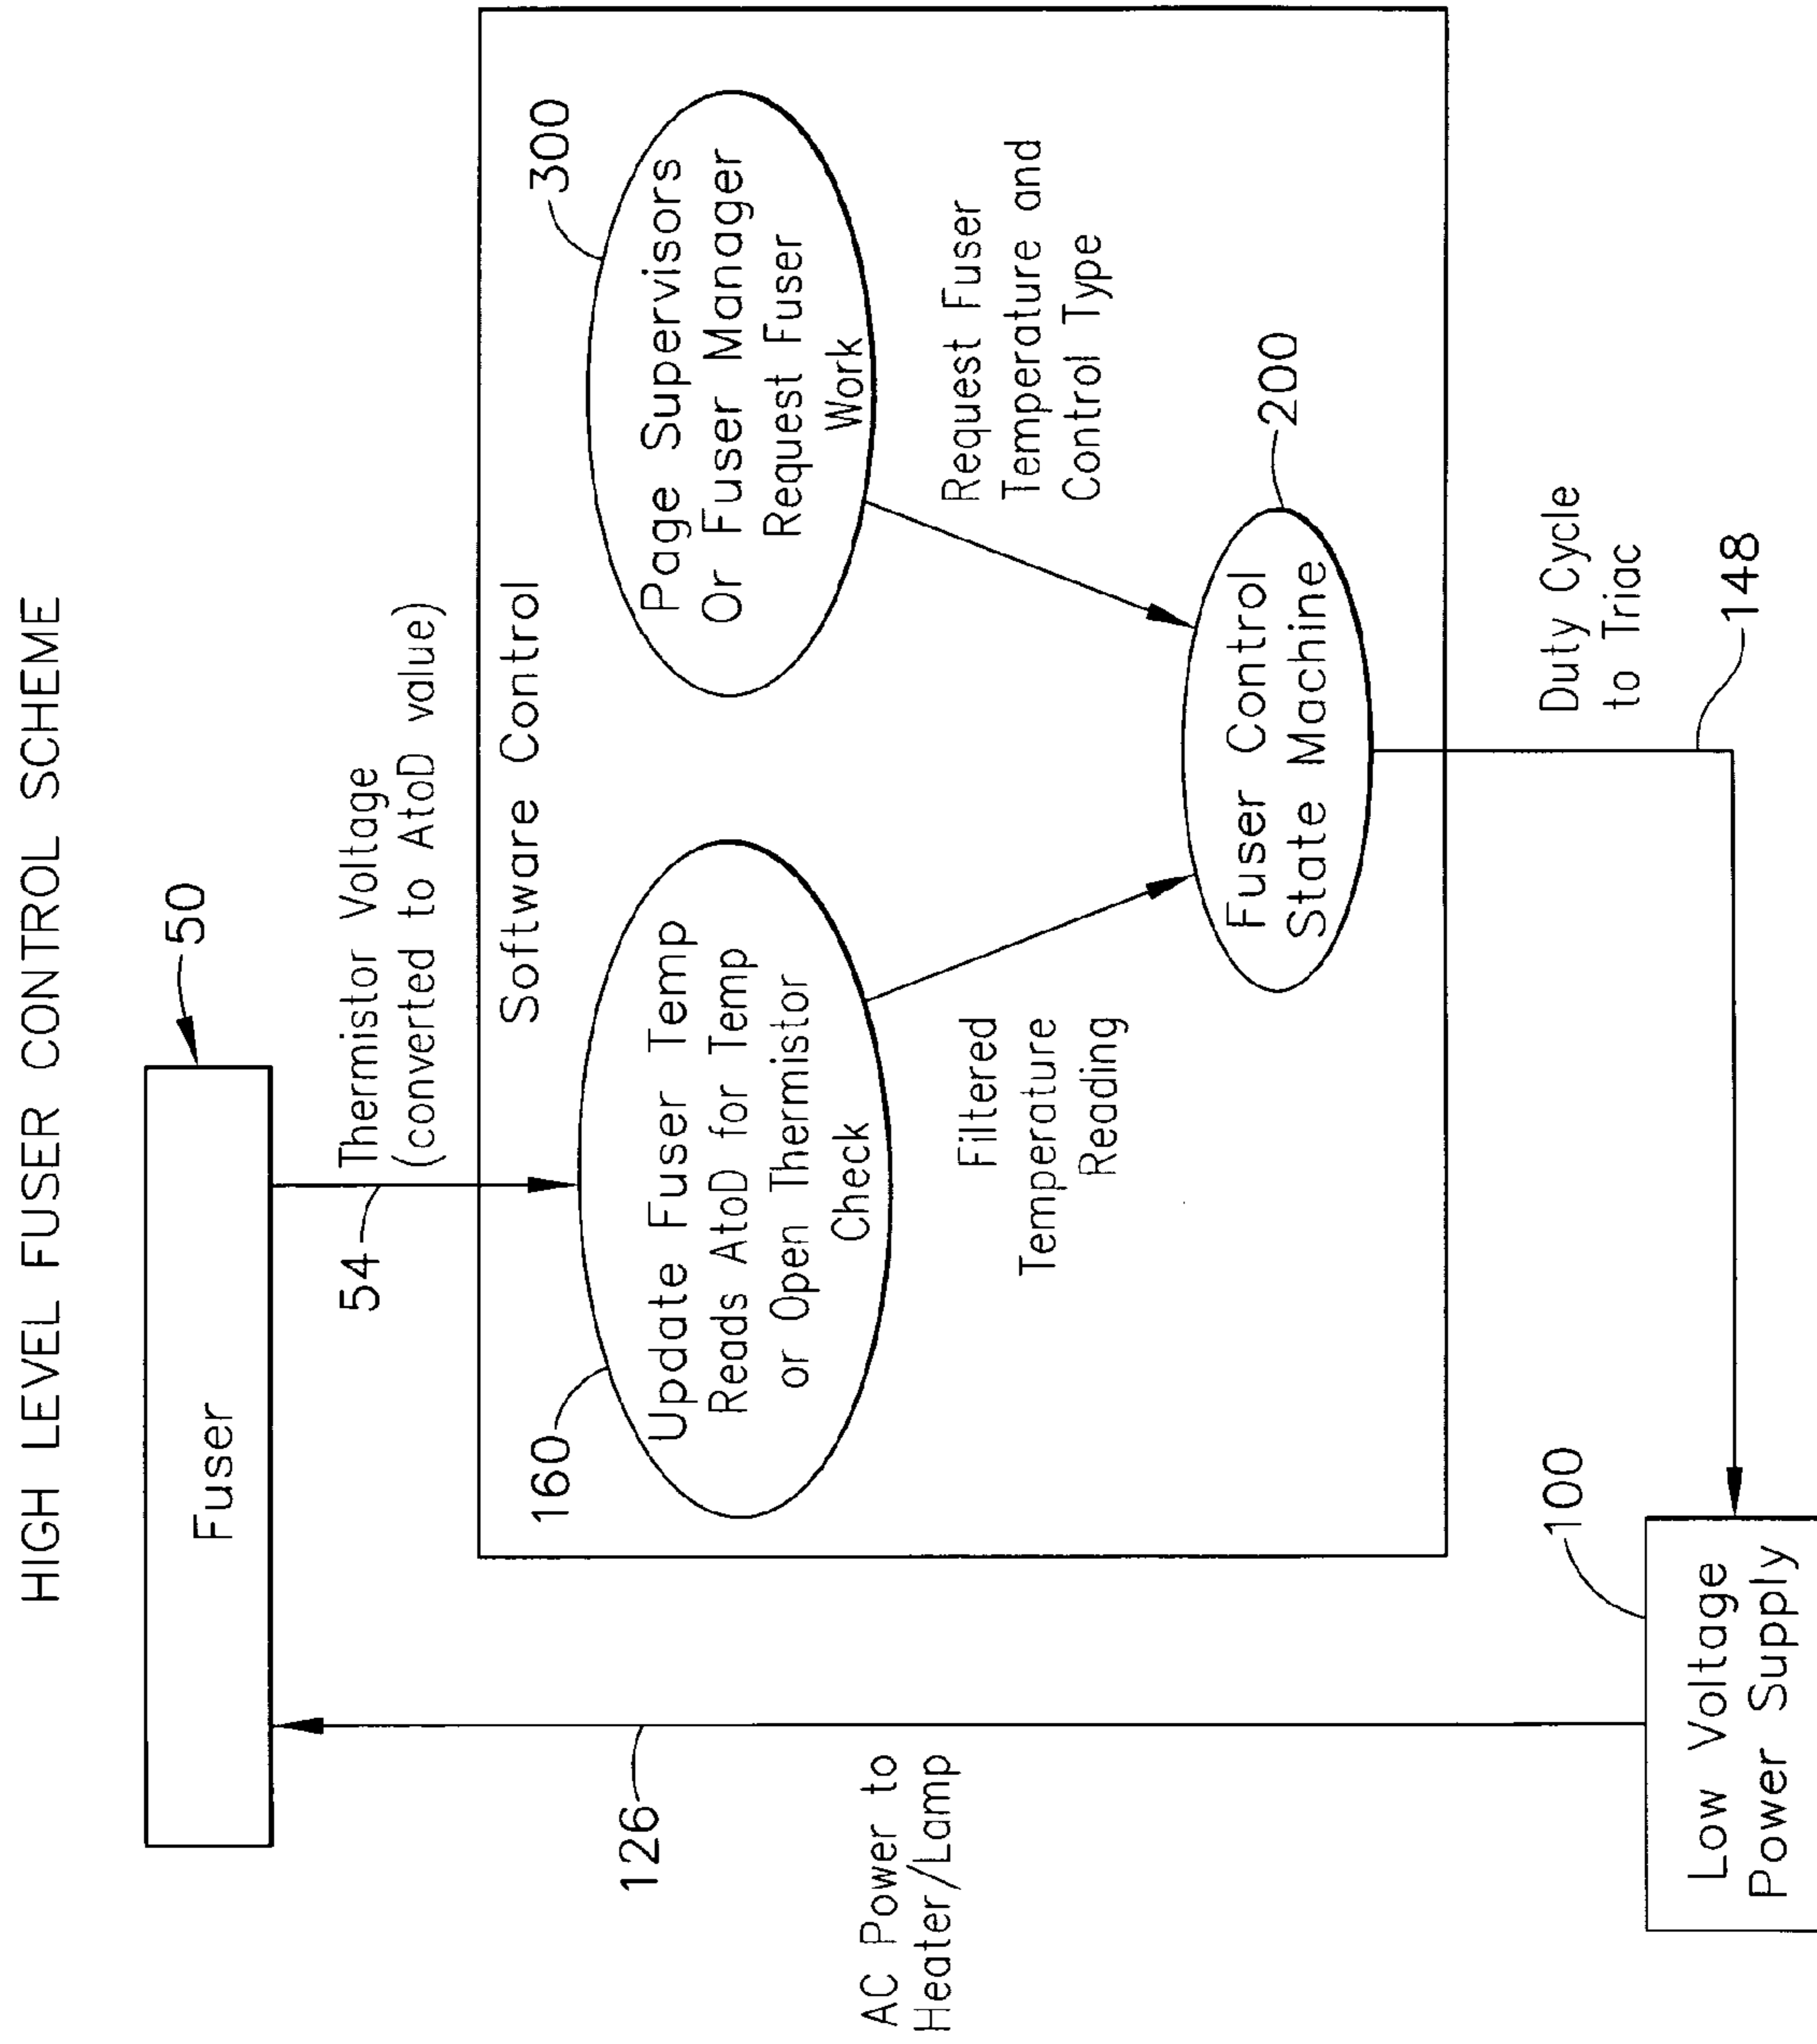 HIGH LEVEL FUSER CONTROL SCHEME
Fuser
50
54
Thermistor Voltage
(converted to AtoD value)
126
AC Power to
Heater/Lamp
Software Control
160
Update Fuser Temp
Reads AtoD for Temp
or Open Thermistor
Check
300
Page Supervisors
Or Fuser Manager
Request Fuser
Work
Filtered
Temperature
Reading
Request Fuser
Temperature and
Control Type
Fuser Control
State Machine
200
Duty Cycle
to Triac
148
100
Low Voltage
Power Supply